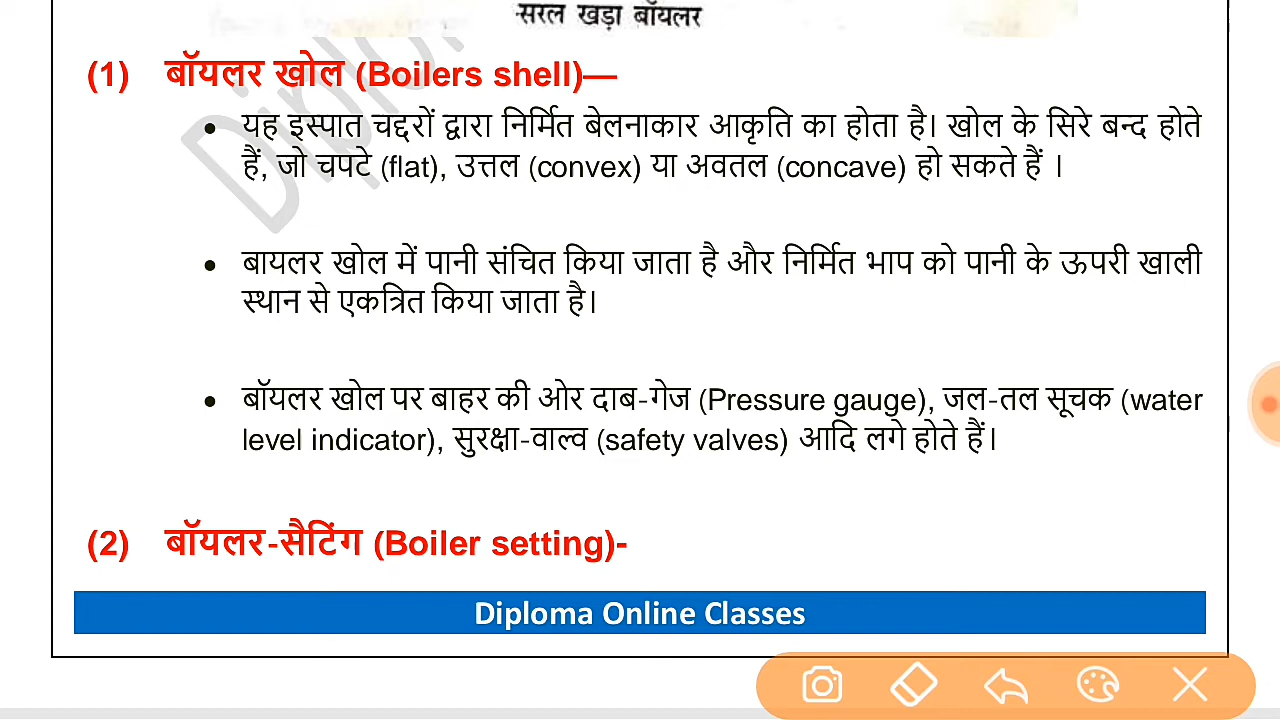 सरल खड़ा बॉयलर
(1) बॉयलर खोल (Boilers shell)—
• यह इस्पात चद्दरों द्वारा निर्मित बेलनाकार आकृति का होता है। खोल के सिरे बन्द होते
हैं, जो चपटे (flat), उत्तल (convex) या अवतल (concave) हो सकते हैं ।
• बायलर खोल में पानी संचित किया जाता है और निर्मित भाप को पानी के ऊपरी खाली
स्थान से एकत्रित किया जाता है।
• बॉयलर खोल पर बाहर की ओर दाब-गेज (Pressure gauge), जल-तल सूचक (water
level indicator), सुरक्षा-वाल्व (safety valves) आदि लगे होते हैं।
(2) बॉयलर-सैटिंग (Boiler setting)-
Diploma Online Classes